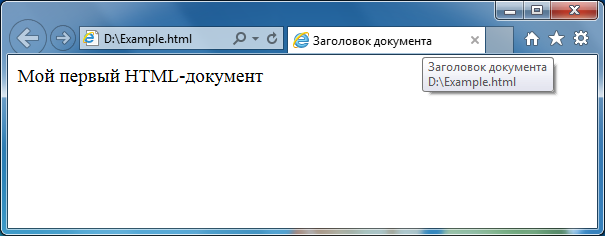 D:\Example.html
Заголовок документа
Мой первый HTML-документ
Заголовок документа
D:\Example.html